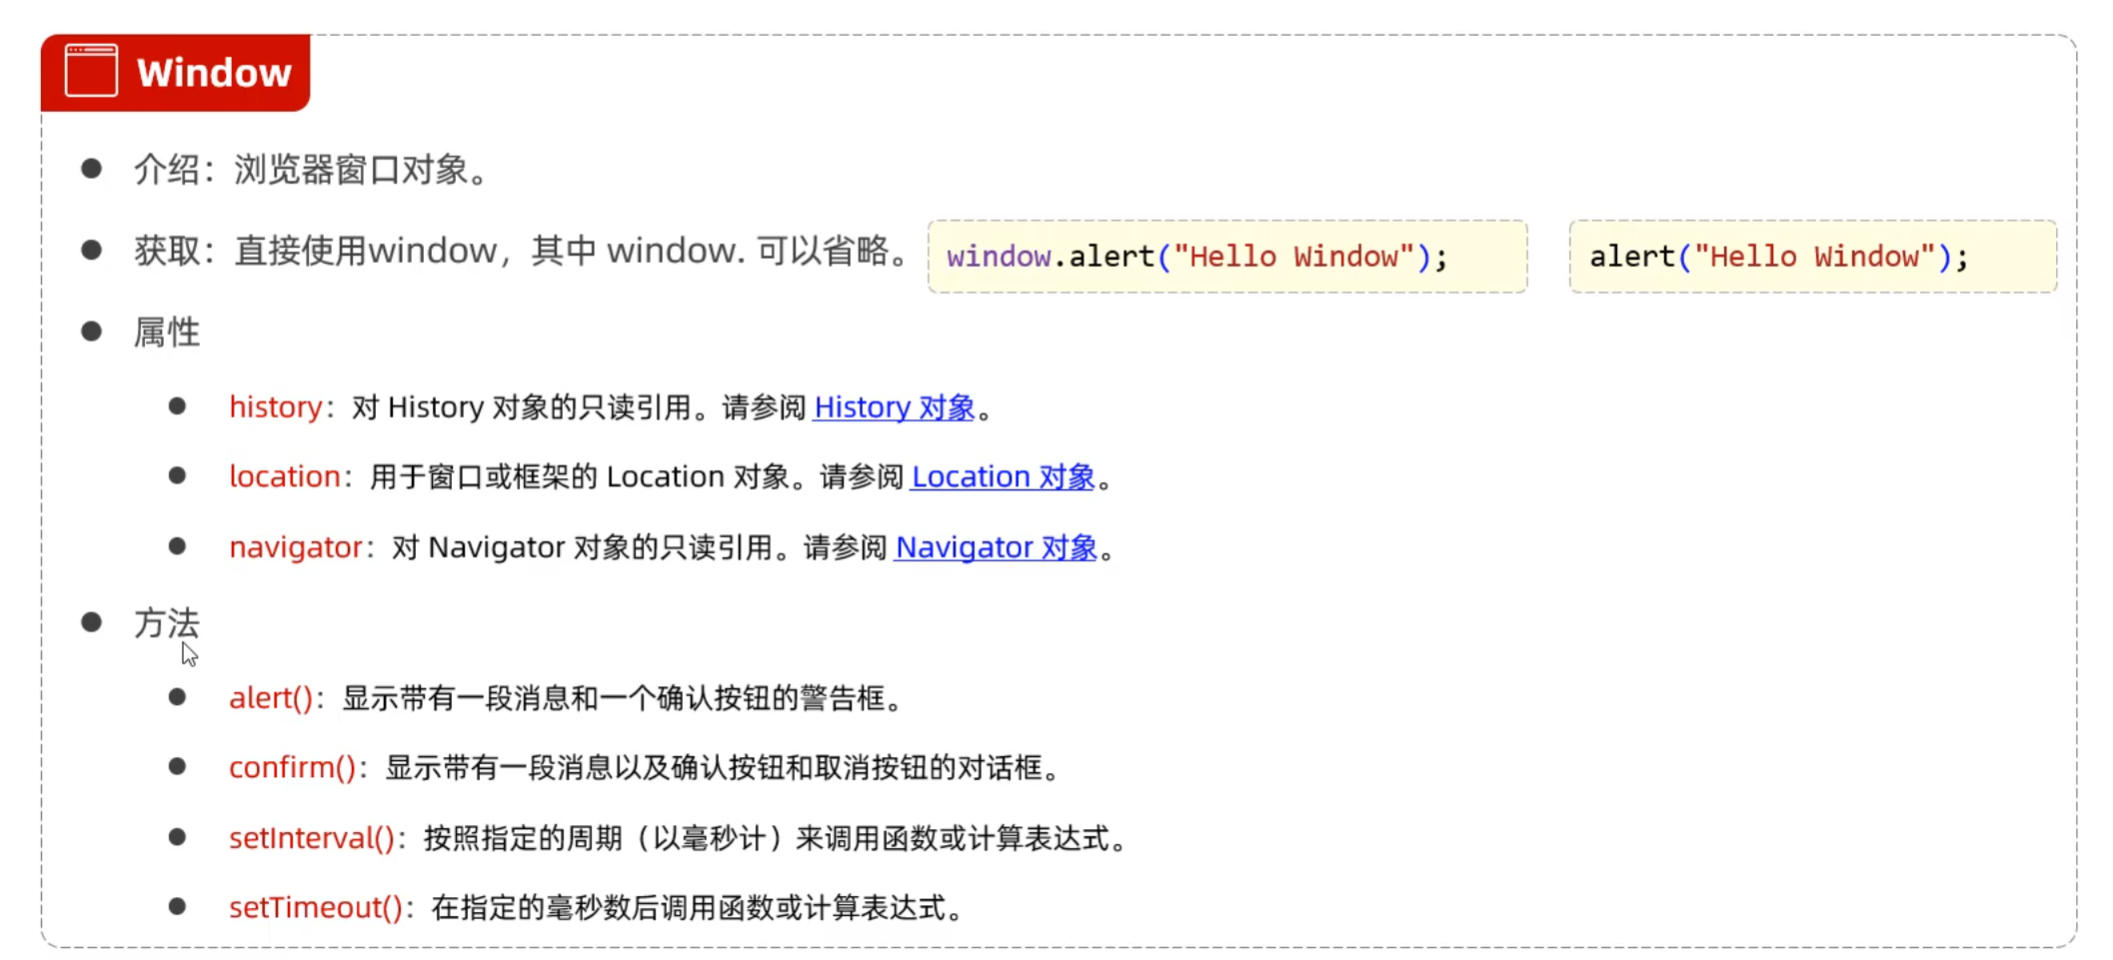 Window
介绍：浏览器窗口对象。
获取：直接使用window，其中 window. 可以省略。 window.alert("Hello Window"); alert("Hello Window");
属性
history：对 History 对象的只读引用。请参阅 History 对象。
location：用于窗口或框架的 Location 对象。请参阅 Location 对象。
navigator：对 Navigator 对象的只读引用。请参阅 Navigator 对象。
方法
alert()：显示带有一段消息和一个确认按钮的警告框。
confirm()：显示带有一段消息以及确认按钮和取消按钮的对话框。
setInterval()：按照指定的周期（以毫秒计）来调用函数或计算表达式。
setTimeout()：在指定的毫秒数后调用函数或计算表达式。